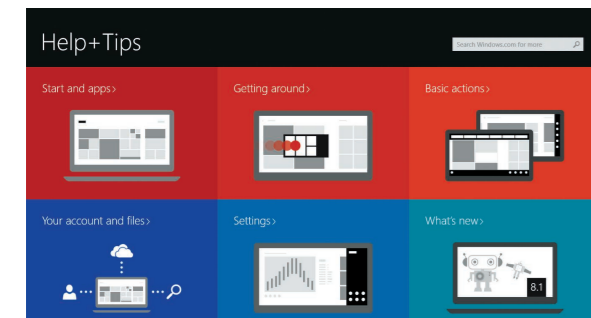 Help+Tips
Search Windows.com for more
Start and apps>
Getting around>
Basic actions>
Your account and files>
Settings>
What's new>
8.1